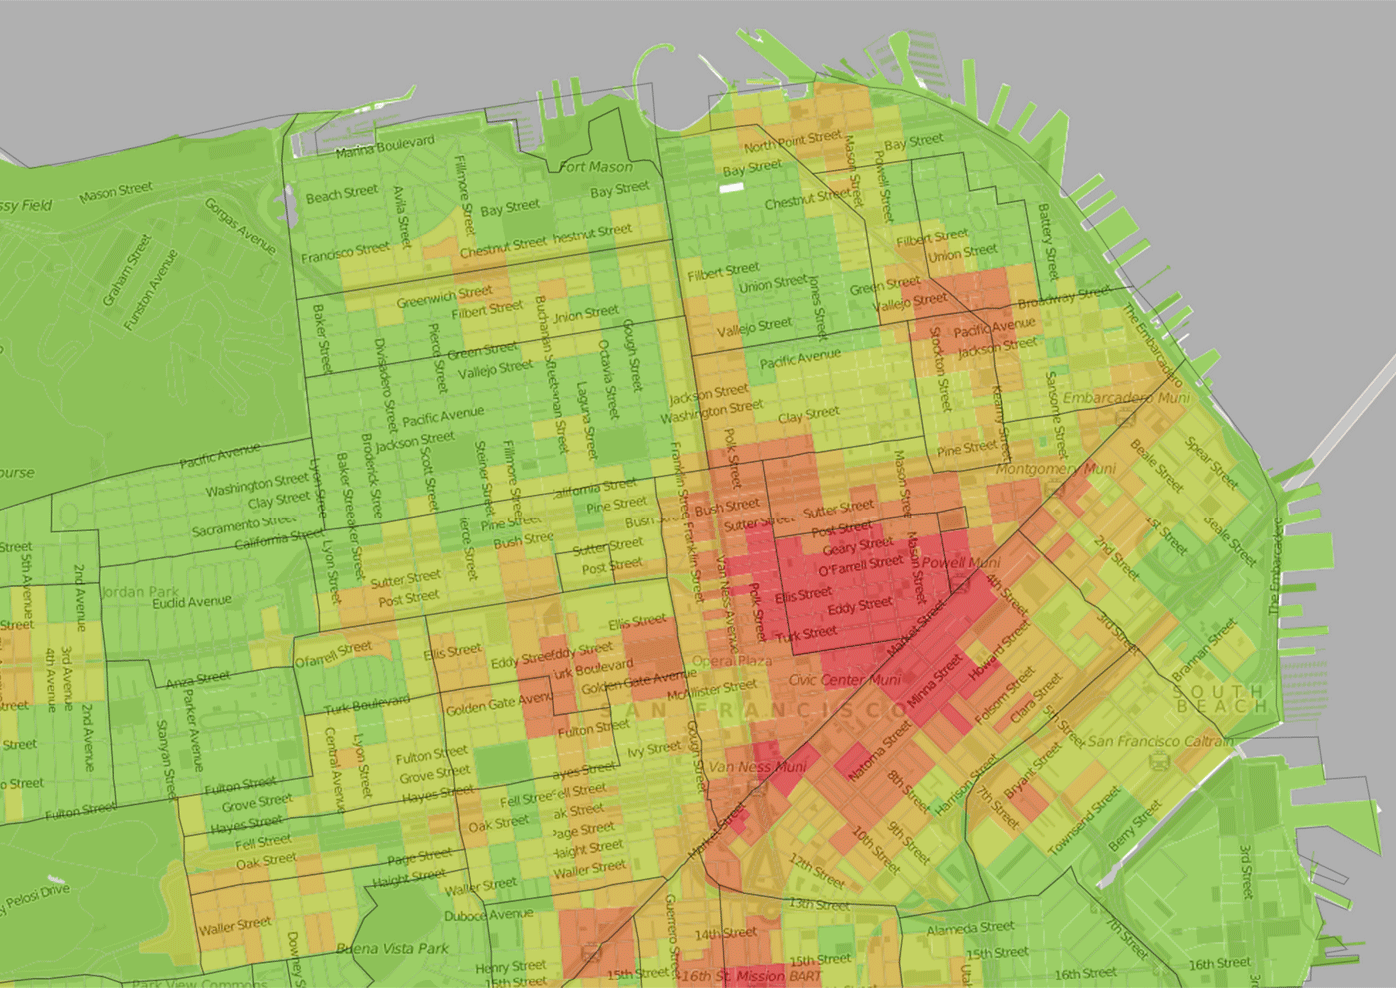 Marina Boulevard
Fort Mason
North Point Street
Bay Street
Mason Street
Powell Street
Bay Street
Mason Street
ssy Field
Gorgas Avenue
Beach Street
Avila Street
Fillmore Street
Bay Street
Bay Street
Chestnut Street
Graham Street
Funston Avenue
Francisco Street
Chestnut Street
hestnut Street
Filbert Street
Union Street
Battery Street
Filbert Street
Union Street
Jones Street
Green Street
Vallejo Street
Broadway Street
The Embarcadero
Greenwich Street
Filbert Street
Buchanan Street
Union Street
Gough Street
Baker Street
Divisadero Street
Pierce Street
Green Street
Vallejo Street
Octavia Street
Laguna Street
Vallejo Street
Pacific Avenue
Stockton Street
Pacific Avenue
Jackson Street
Kearny Street
Sansome Street
Embarcadero Muni
Jackson Street
Washington Street
Clay Street
Pacific Avenue
Jackson Street
Pacific Avenue
ourse
Washington Street
Clay Street
Sacramento Street
California Street
Lyon Street
Baker Street
Broderick Street
Scott Street
Steiner Street
Fillmore Street
Franklin Street
Polk Street
Mason Street
Pine Street
Montgomery Muni
Beale Street
Spear Street
alifornia Street
Pine Street
Bush Street
Pine Street
Bush Street
Sutter Street
Sutter Street
Post Street
Geary Street
O'Farrell Street
Mason Street
Powell Muni
1st Street
Beale Street
2nd Street
The Embarcadero
Street
15th Avenue
2nd Avenue
Jordan Park
Euclid Avenue
Lyon Street
Pierce Street
Bush Street
Sutter Street
Post Street
Sutter Street
Post Street
Franklin Street
Van Ness Avenue
Polk Street
Ellis Street
Eddy Street
Turk Street
Market Street
4th Street
Howard Street
3rd Street
Brannan Street
Street
4th Avenue
3rd Avenue
2nd Avenue
Anza Street
Parker Avenue
Stanyan Street
Ofarrell Street
Turk Boulevard
Ellis Street
Ellis Street
Eddy Street
Eddy Street
urk Boulevard
Golden Gate Avenue
Golden Gate Avenue
McAllister Street
Opera Plaza
Civic Center Muni
Minna Street
Folsom Street
Clara Street
5th Street
SOUTH
BEACH
SAN FRANCISCO
San Francisco Caltrain
Central Avenue
Lyon Street
Fulton Street
Grove Street
Hayes Street
Fulton Street
Ivy Street
Gough Street
Van Ness Muni
Natoma Street
8th Street
Harrison Street
7th Street
Bryant Street
Townsend Street
Berry Street
Street
Street
Fulton Street
Fulton Street
Grove Street
Hayes Street
Fell Street
Oak Street
ayes Street
Fell Street
ell Street
ak Street
Oak Street
age Street
aight Street
Waller Street
Market Street
9th Street
10th Street
12th Street
13th Street
3rd Street
Page Street
Haight Street
Waller Street
y Pelosi Drive
Waller Street
Buena Vista Park
Duboce Avenue
Guerrero Street
14th Street
Alameda Street
7th Street
Henry Street
15th Street
15th Street
16th St. Mission BART
15th Street
Utah
15th Street
16th Street
16th Street
3r
Park View Commons
Downey S